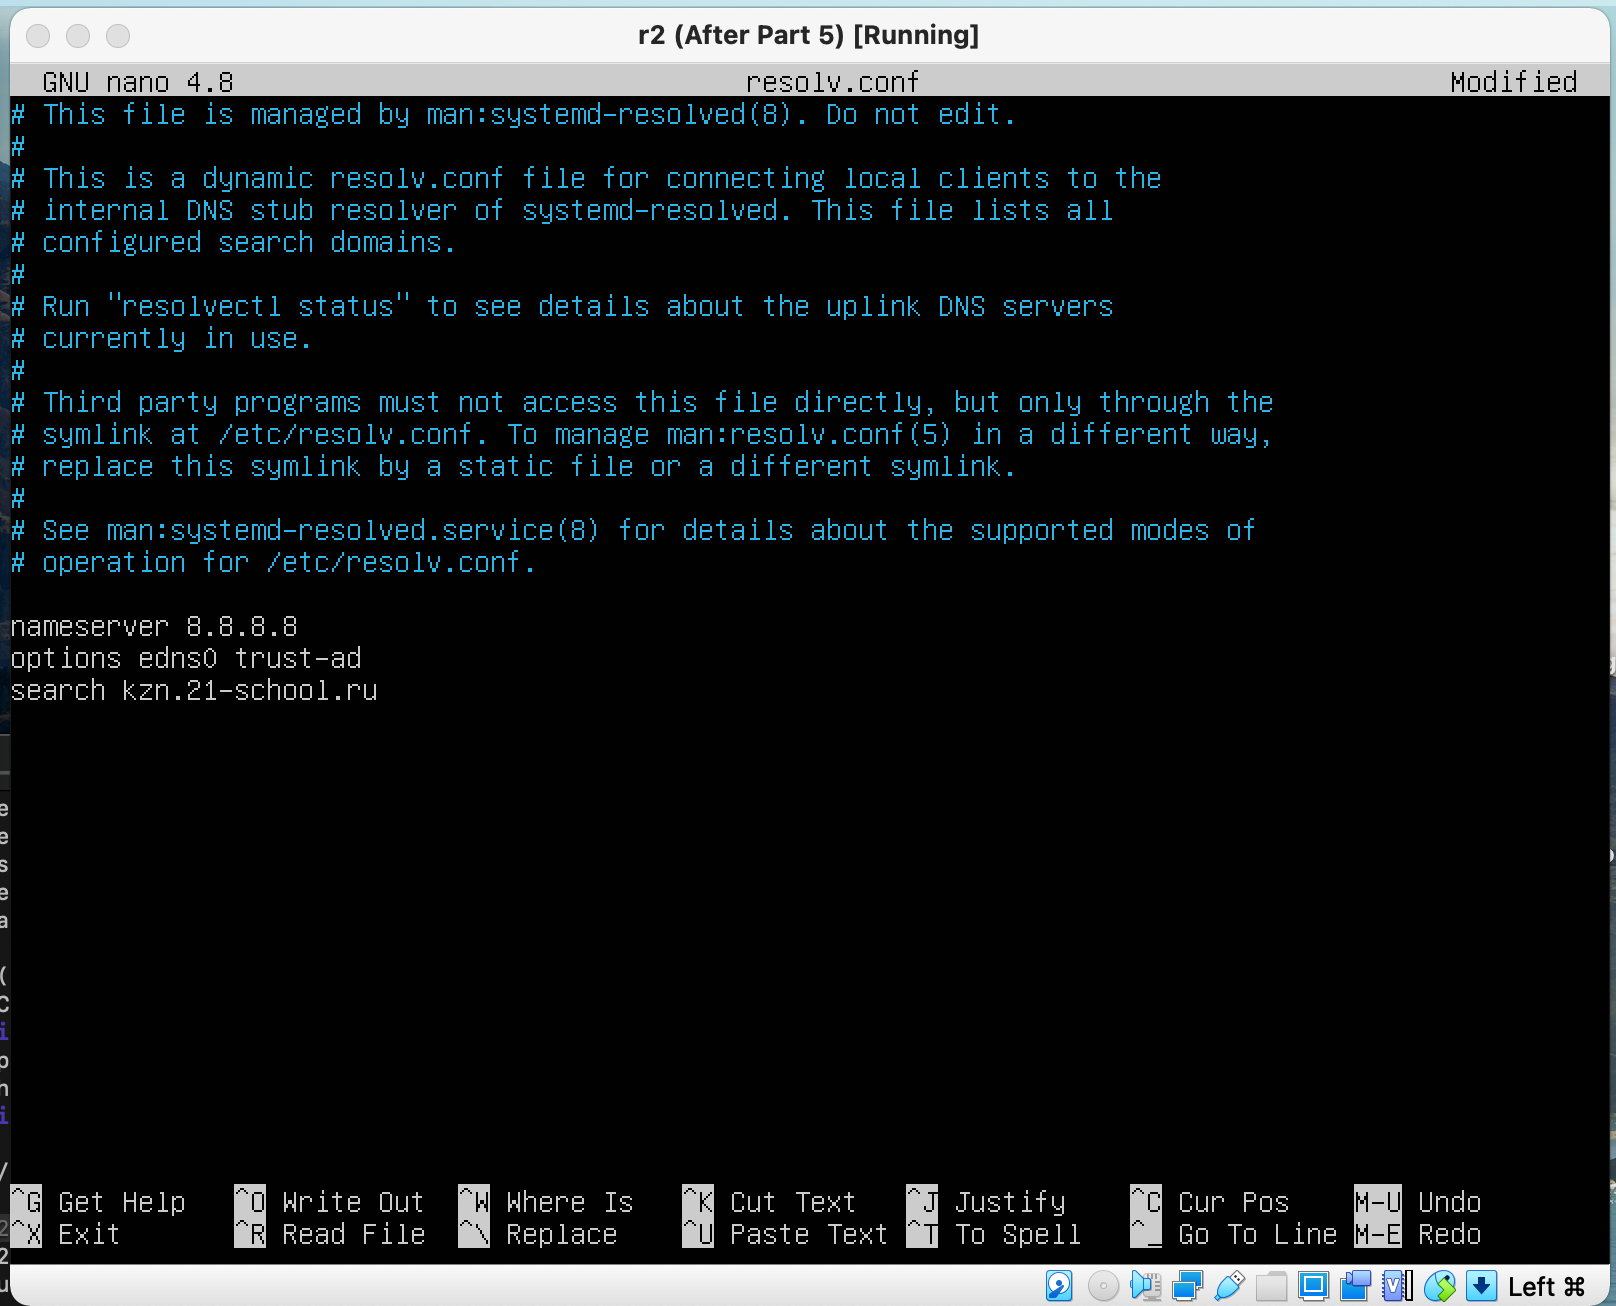 r2 (After Part 5) [Running]
GNU nano 4.8 resolv.conf Modified
# This file is managed by man:systemd-resolved(8). Do not edit.
#
# This is a dynamic resolv.conf file for connecting local clients to the
# internal DNS stub resolver of systemd-resolved. This file lists all
# configured search domains.
#
# Run "resolvectl status" to see details about the uplink DNS servers
# currently in use.
#
# Third party programs must not access this file directly, but only through the
# symlink at /etc/resolv.conf. To manage man:resolv.conf(5) in a different way,
# replace this symlink by a static file or a different symlink.
#
# See man:systemd-resolved.service(8) for details about the supported modes of
# operation for /etc/resolv.conf.
nameserver 8.8.8.8
options edns0 trust-ad
search kzn.21-school.ru
^G Get Help ^O Write Out ^W Where Is ^K Cut Text ^J Justify ^C Cur Pos M-U Undo
^X Exit ^R Read File ^\ Replace ^U Paste Text ^T To Spell ^_ Go To Line M-E Redo
Left ⌘